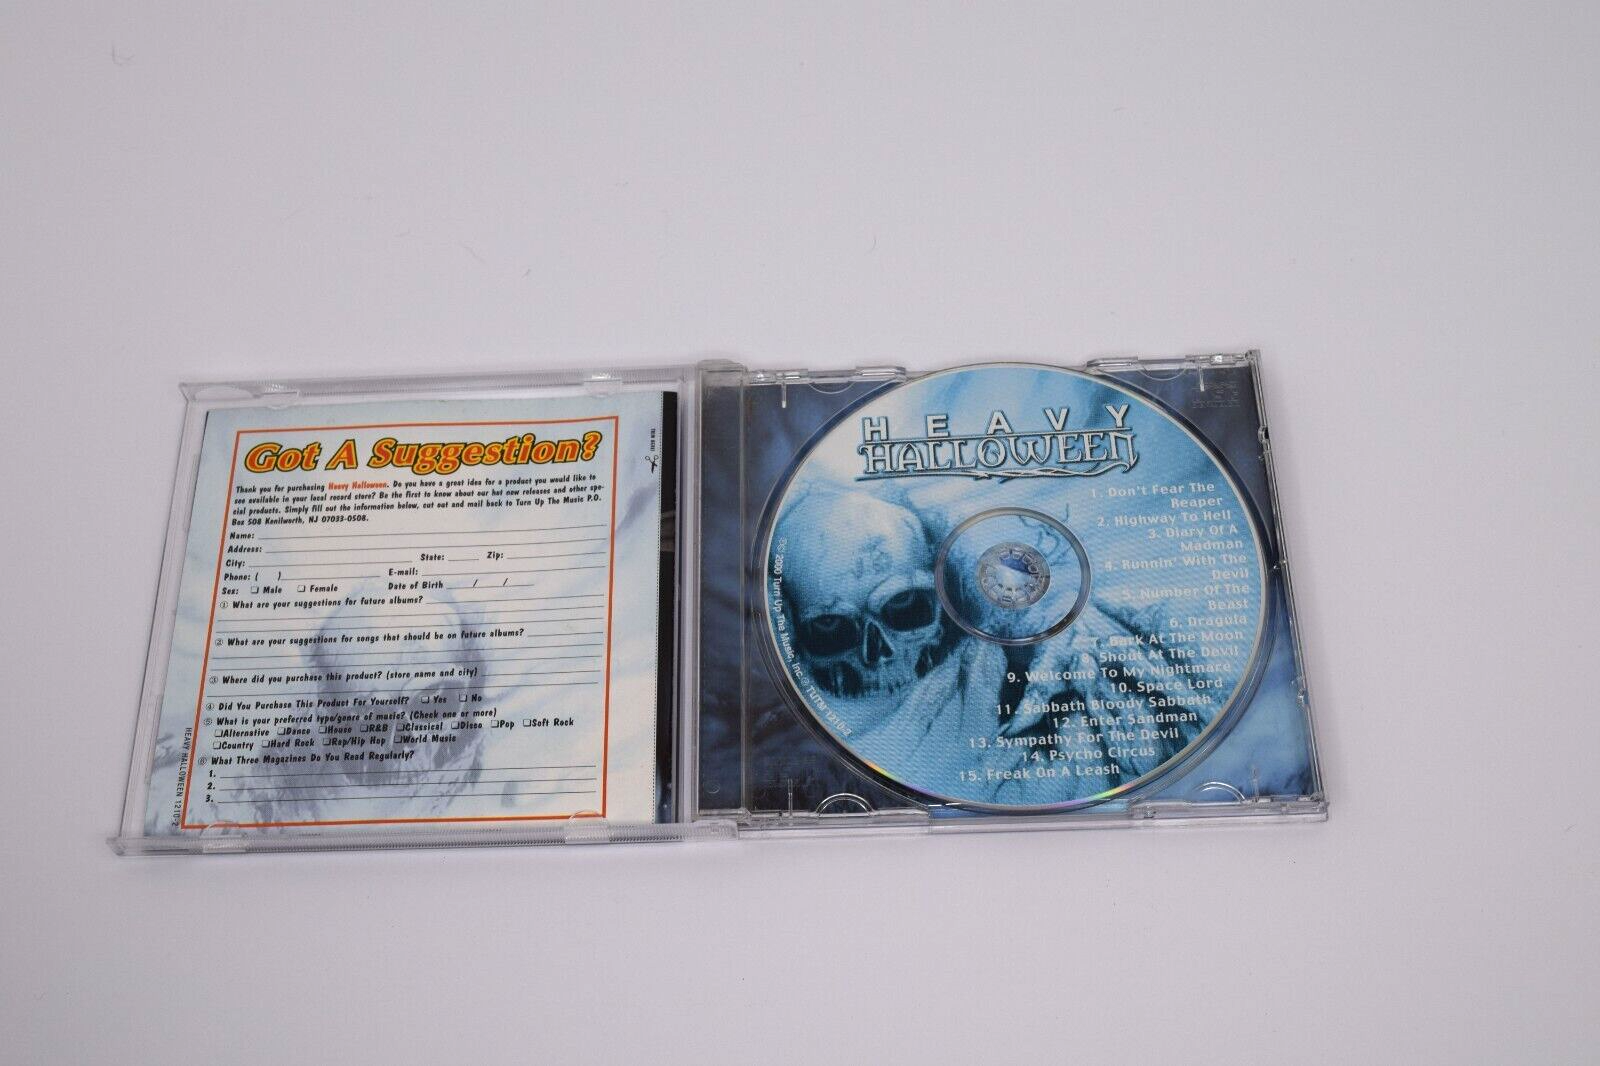 Got A Suggestion?
Thank you for purchasing Heavy Halloween. Do you have a great idea for a product you would like to
see available in your local record store? Be the first to know about our hot new releases and other spe-
cial products. Simply fill out the information below, cut out and mail back to Turn Up The Music P.O.
Box 508 Kenilworth, NJ 07033-0508.
Name:
Address:
City: State: Zip:
Phone: ( ) E-mail:
Sex: ❑ Male ❑ Female Date of Birth / /
① What are your suggestions for future albums?
② What are your suggestions for songs that should be on future albums?
③ Where did you purchase this product? (store name and city)
④ Did You Purchase This Product For Yourself? ❑ Yes ❑ No
⑤ What is your preferred type/genre of music? (Check one or more)
❑Alternative ❑Dance ❑House ❑R&B ❑Classical ❑Disco ❑Pop ❑Soft Rock
❑Country ❑Hard Rock ❑Rap/Hip Hop ❑World Music
⑥ What Three Magazines Do You Read Regularly?
1.
2.
3.
HEAVY HALLOWEEN 1210-2
HEAVY
HALLOWEEN
1. Don't Fear The
Reaper
2. Highway To Hell
3. Diary Of A
Madman
4. Runnin' With The
Devil
5. Number Of The
Beast
6. Dragula
7. Bark At The Moon
8. Shout At The Devil
9. Welcome To My Nightmare
10. Space Lord
11. Sabbath Bloody Sabbath
12. Enter Sandman
13. Sympathy For The Devil
14. Psycho Circus
15. Freak On A Leash
2000 Turn Up The Music, Inc.